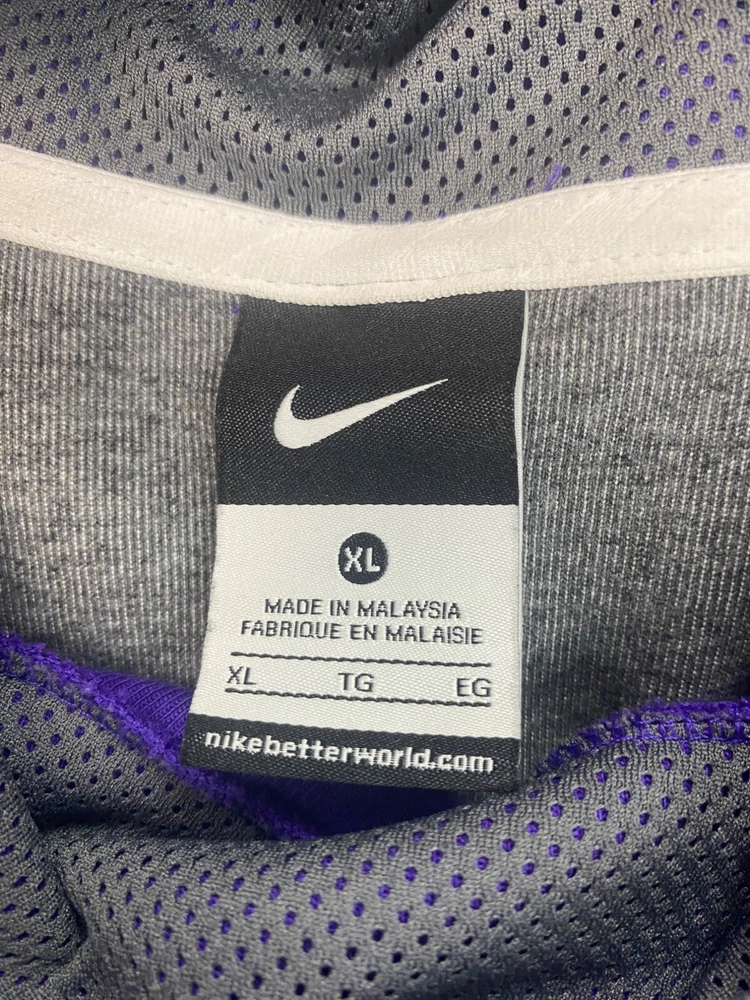 XL
MADE IN MALAYSIA
FABRIQUE EN MALAISIE
XL TG EG
nikebetterworld.com